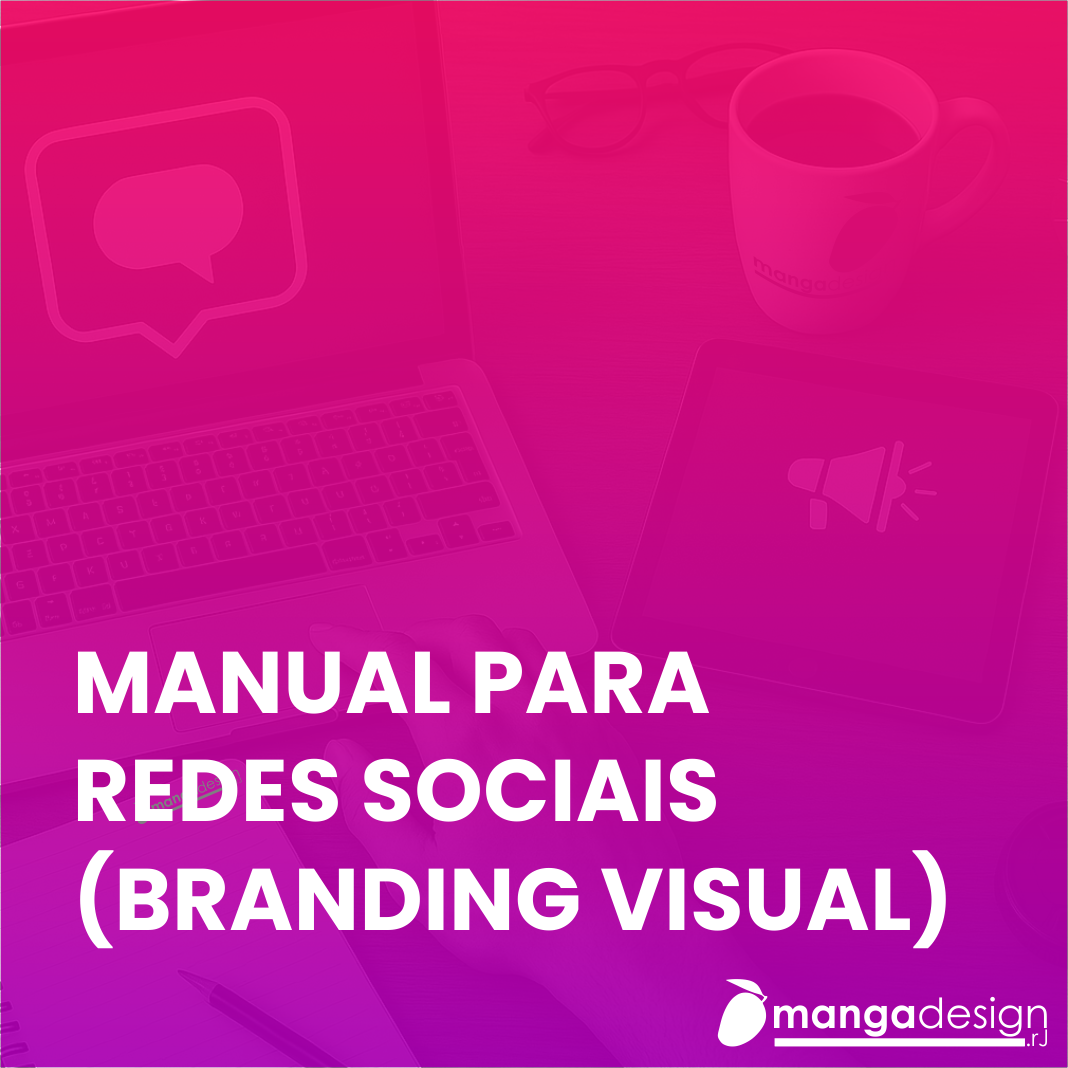 MANUAL PARA
REDES SOCIAIS
(BRANDING VISUAL)
mangadesign
.rJ